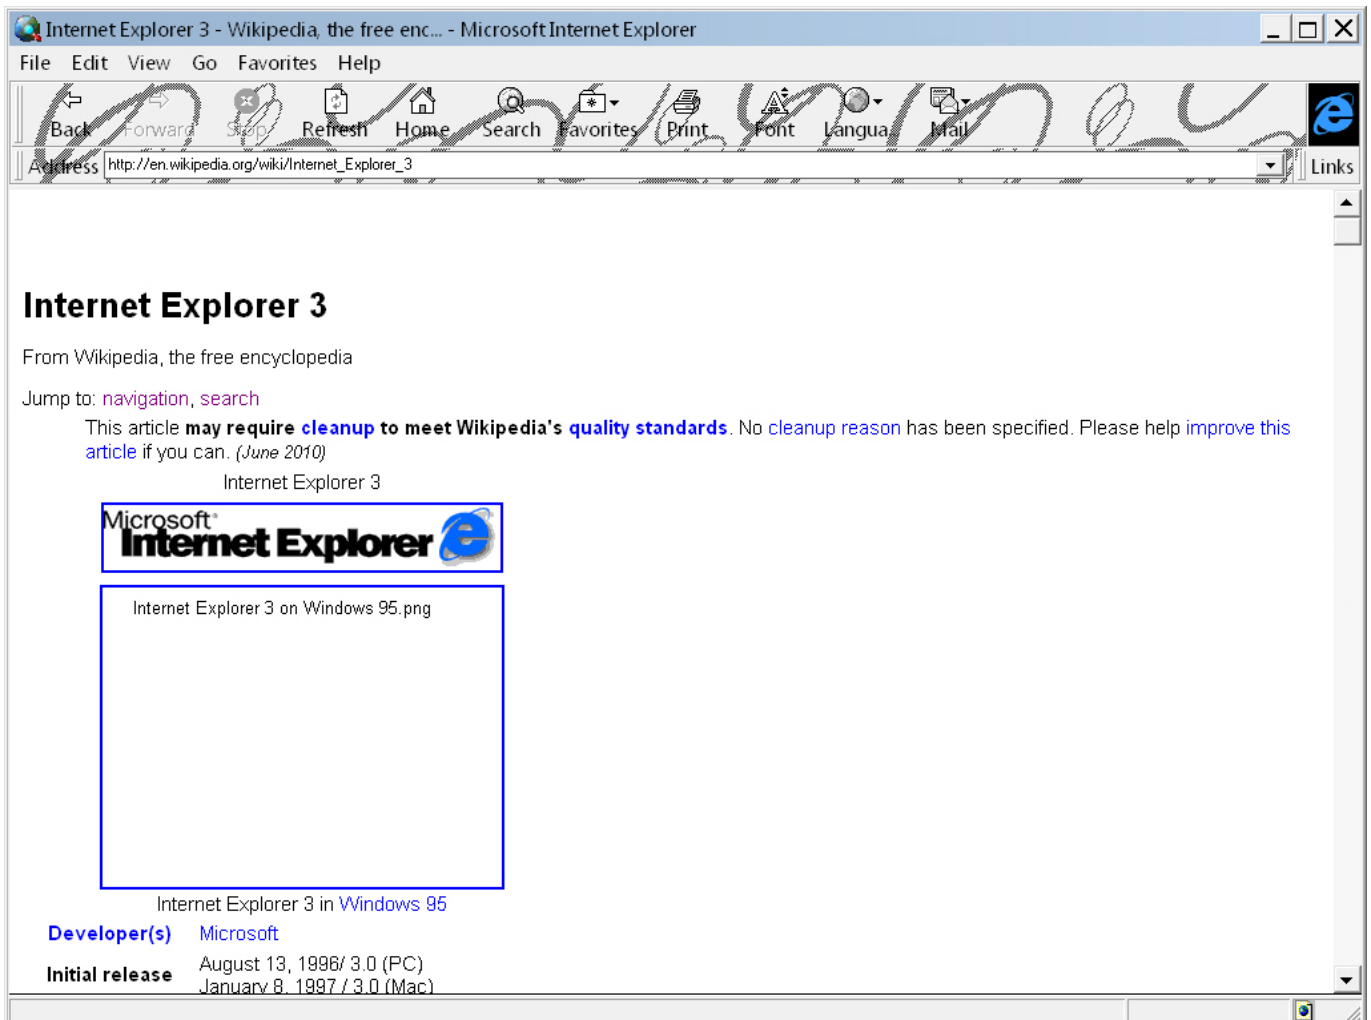 Internet Explorer 3 - Wikipedia, the free enc... - Microsoft Internet Explorer
File Edit View Go Favorites Help
Back Forward Stop Refresh Home Search Favorites Print Font Langua Mail
Address http://en.wikipedia.org/wiki/Internet_Explorer_3 Links
Internet Explorer 3
From Wikipedia, the free encyclopedia
Jump to: navigation, search
This article may require cleanup to meet Wikipedia's quality standards. No cleanup reason has been specified. Please help improve this
article if you can. (June 2010)
Internet Explorer 3
Microsoft
Internet Explorer
Internet Explorer 3 on Windows 95.png
Internet Explorer 3 in Windows 95
Developer(s) Microsoft
Initial release August 13, 1996/ 3.0 (PC)
January 8, 1997 / 3.0 (Mac)